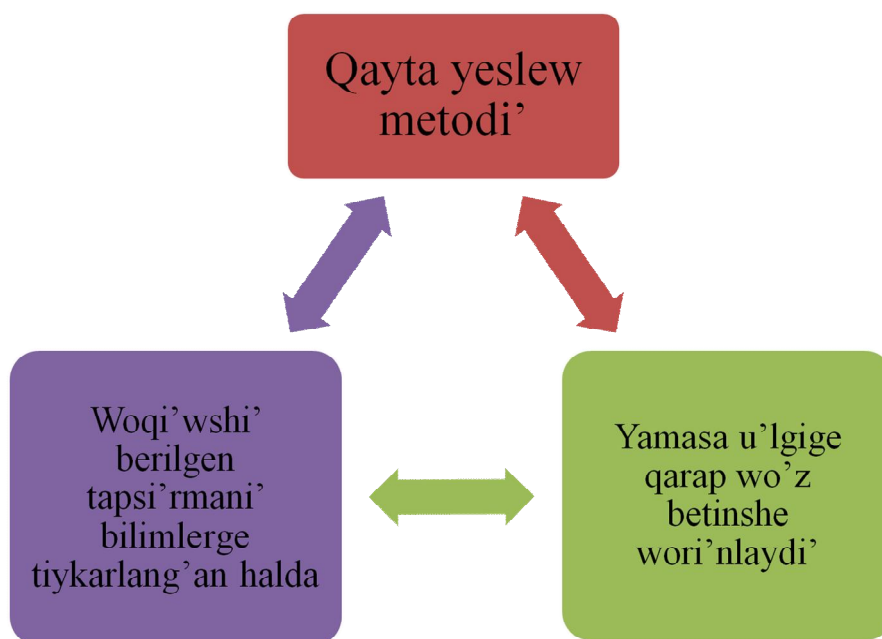 Qayta yeslew
metodi’
Woqi’wshi’
berilgen
tapsi’rmani’
bilimlerge
tiykarlang’an halda
Yamasa u’lgige
qarap wo’z
betinshe
wori’nlaydi’